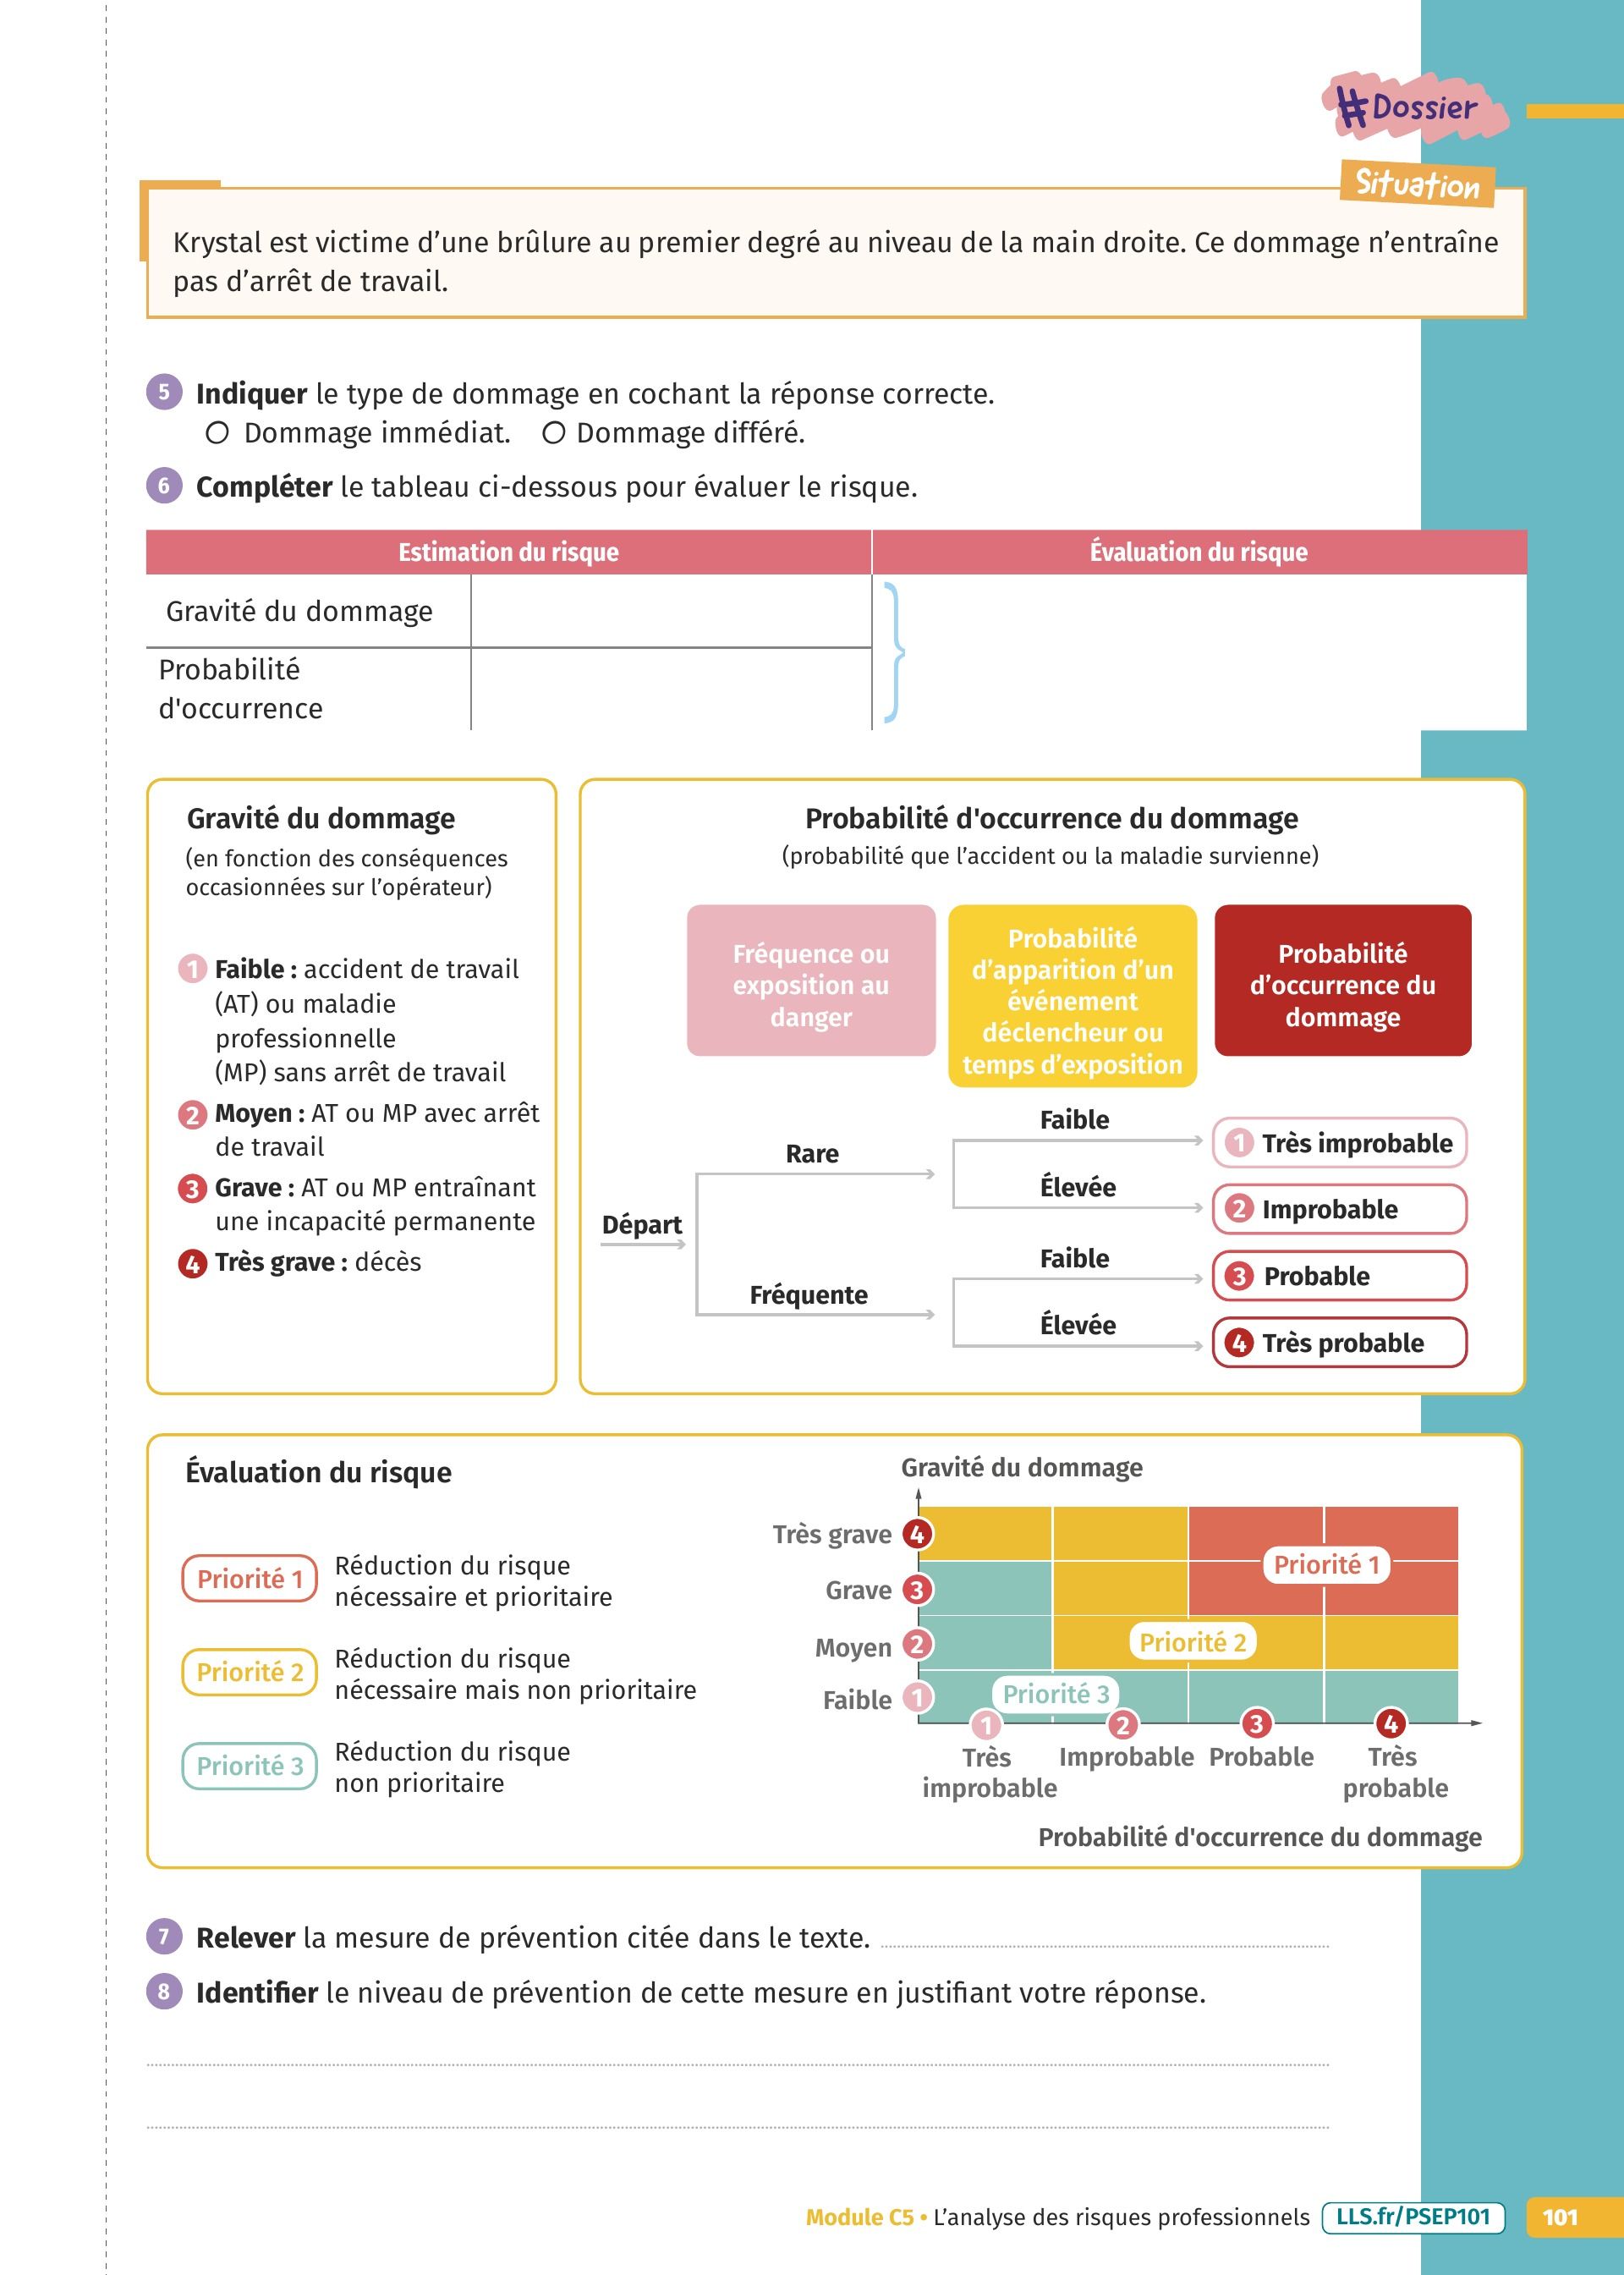 #Dossier
Situation
Krystal est victime d’une brûlure au premier degré au niveau de la main droite. Ce dommage n’entraîne
pas d’arrêt de travail.
5 Indiquer le type de dommage en cochant la réponse correcte.
Dommage immédiat. Dommage différé.
6 Compléter le tableau ci-dessous pour évaluer le risque.
Estimation du risque Évaluation du risque
Gravité du dommage
Probabilité
d'occurrence
Gravité du dommage
(en fonction des conséquences
occasionnées sur l’opérateur)
1 Faible : accident de travail
(AT) ou maladie
professionnelle
(MP) sans arrêt de travail
2 Moyen : AT ou MP avec arrêt
de travail
3 Grave : AT ou MP entraînant
une incapacité permanente
4 Très grave : décès
Probabilité d'occurrence du dommage
(probabilité que l’accident ou la maladie survienne)
Fréquence ou
exposition au
danger
Probabilité
d’apparition d’un
événement
déclencheur ou
temps d’exposition
Probabilité
d’occurrence du
dommage
Départ
Rare
Fréquente
Faible
Élevée
Faible
Élevée
1 Très improbable
2 Improbable
3 Probable
4 Très probable
Évaluation du risque
Priorité 1 Réduction du risque
nécessaire et prioritaire
Priorité 2 Réduction du risque
nécessaire mais non prioritaire
Priorité 3 Réduction du risque
non prioritaire
Gravité du dommage
Très grave 4
Grave 3
Moyen 2
Faible 1
Priorité 1
Priorité 2
Priorité 3
1 2 3 4
Très
improbable
Improbable
Probable
Très
probable
Probabilité d'occurrence du dommage
7 Relever la mesure de prévention citée dans le texte.
8 Identifier le niveau de prévention de cette mesure en justifiant votre réponse.
Module C5 • L’analyse des risques professionnels LLS.fr/PSEP101 101